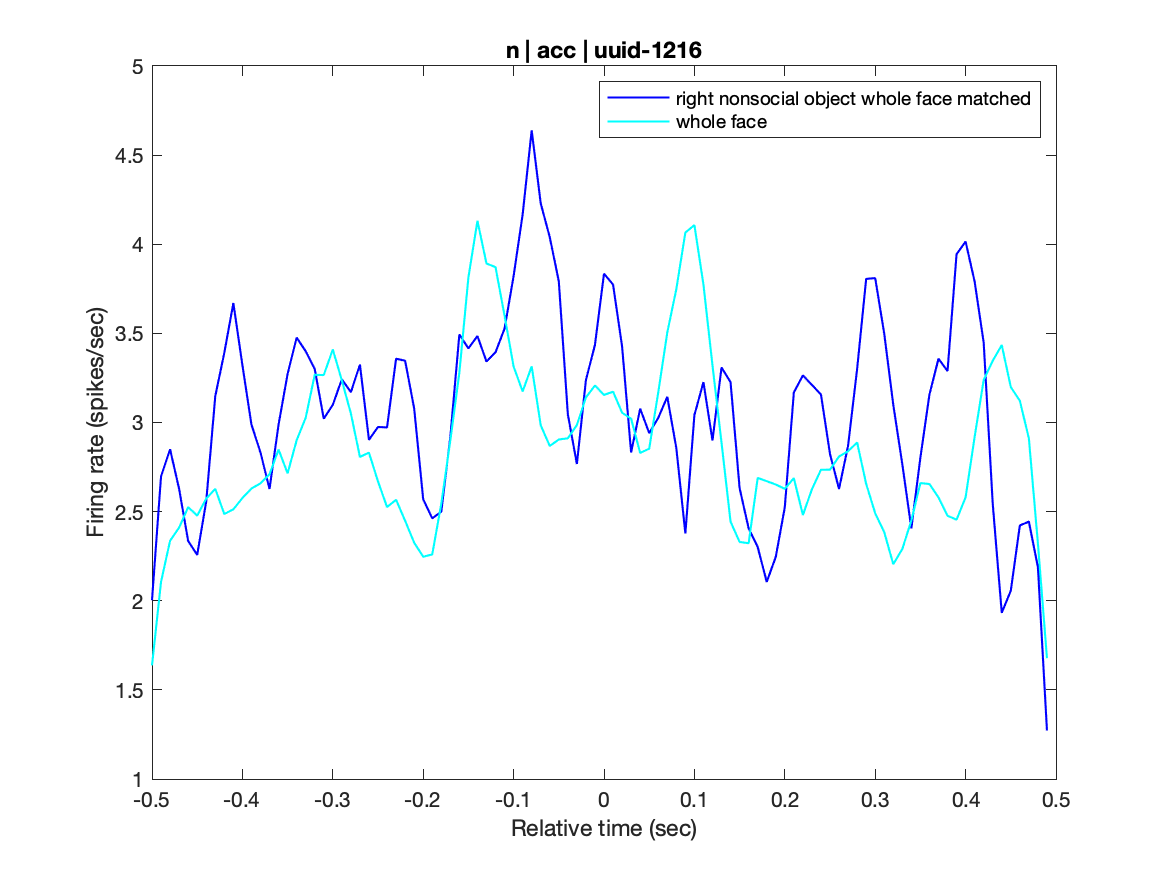 n | acc | uuid-1216
right nonsocial object whole face matched
whole face
Firing rate (spikes/sec)
5
4.5
4
3.5
3
2.5
2
1.5
1
-0.5 -0.4 -0.3 -0.2 -0.1 0 0.1 0.2 0.3 0.4 0.5
Relative time (sec)